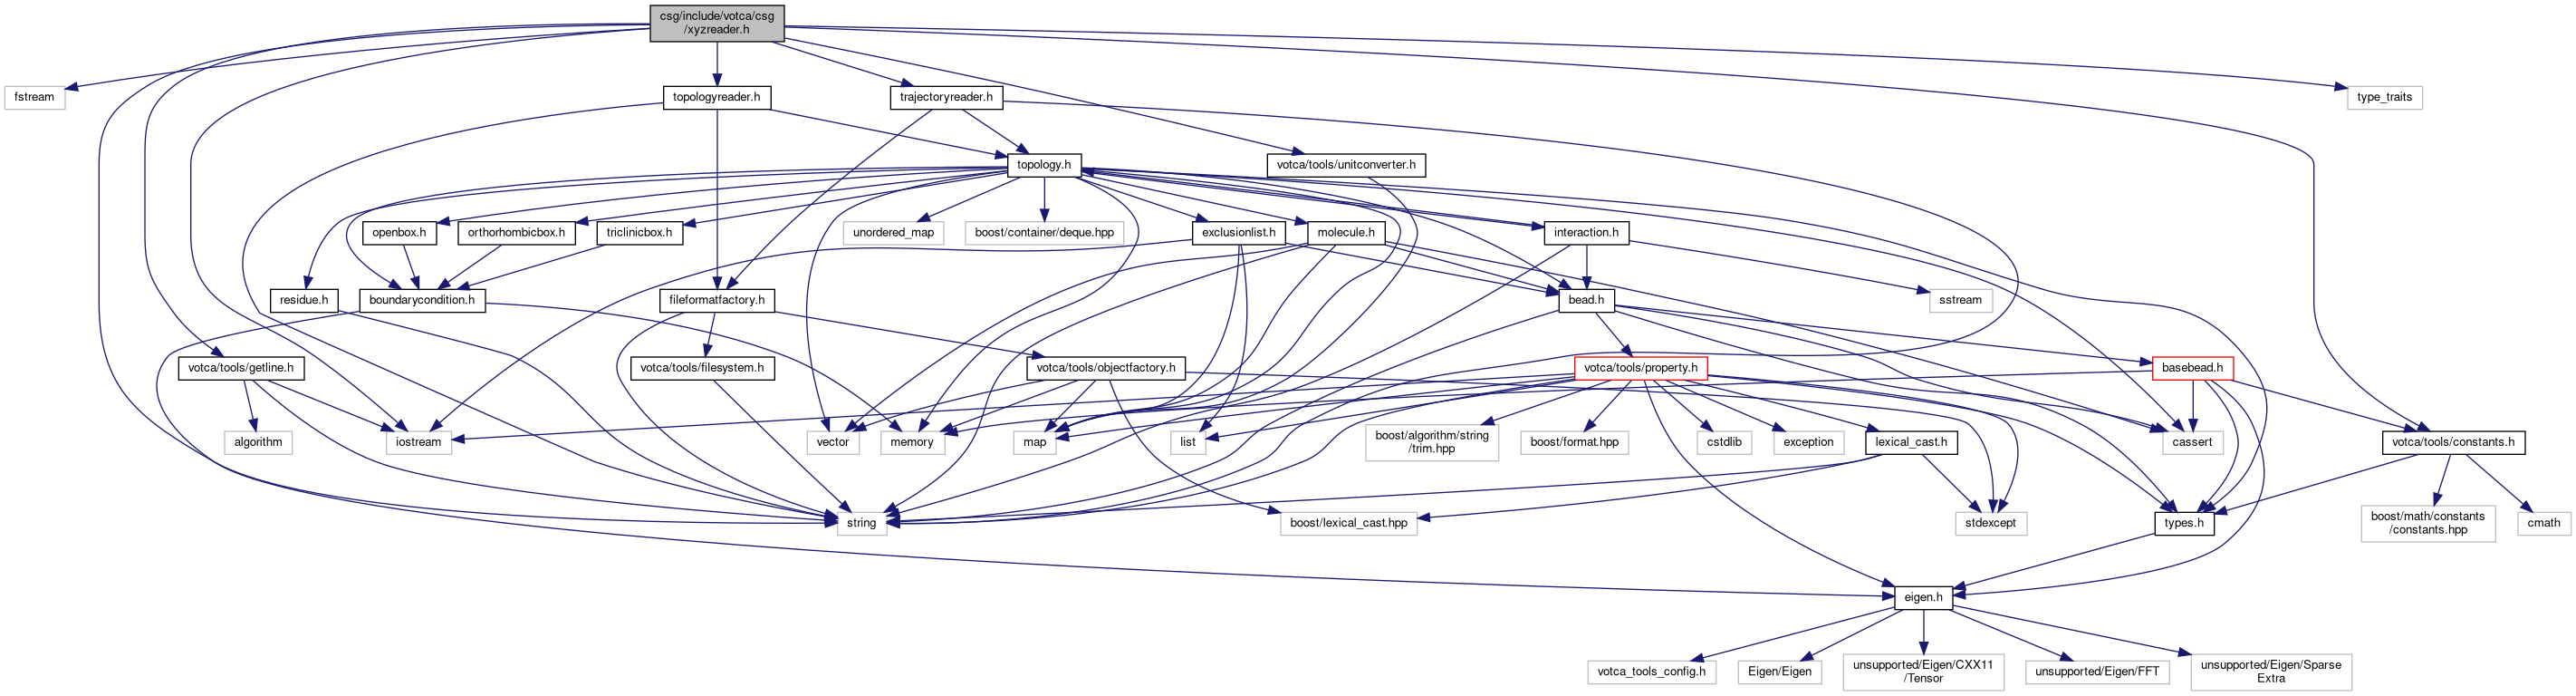 csg/include/votca/csg
/xyzreader.h
fstream
topologyreader.h
trajectoryreader.h
type_traits
topology.h
votca/tools/unitconverter.h
openbox.h
orthorhombicbox.h
triclinicbox.h
unordered_map
boost/container/deque.hpp
exclusionlist.h
molecule.h
interaction.h
residue.h
boundarycondition.h
fileformatfactory.h
bead.h
sstream
votca/tools/getline.h
votca/tools/filesystem.h
votca/tools/objectfactory.h
votca/tools/property.h
basebead.h
algorithm
iostream
vector
memory
map
list
boost/algorithm/string
/trim.hpp
boost/format.hpp
cstdlib
exception
lexical_cast.h
cassert
votca/tools/constants.h
string
boost/lexical_cast.hpp
stdexcept
types.h
boost/math/constants
/constants.hpp
cmath
eigen.h
votca_tools_config.h
Eigen/Eigen
unsupported/Eigen/CXX11
/Tensor
unsupported/Eigen/FFT
unsupported/Eigen/Sparse
Extra